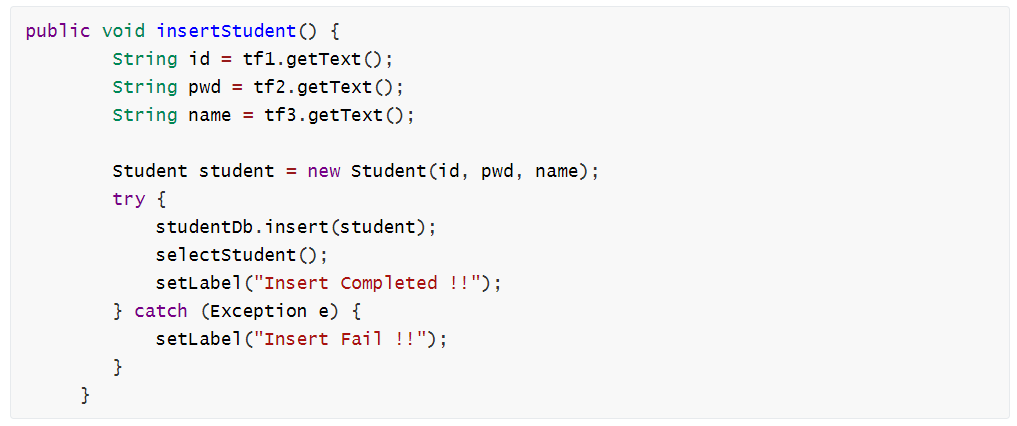 public void insertStudent() {
        String id = tf1.getText();
        String pwd = tf2.getText();
        String name = tf3.getText();

        Student student = new Student(id, pwd, name);
        try {
            studentDb.insert(student);
            selectStudent();
            setLabel("Insert Completed !!");
        } catch (Exception e) {
            setLabel("Insert Fail !!");
        }
     }